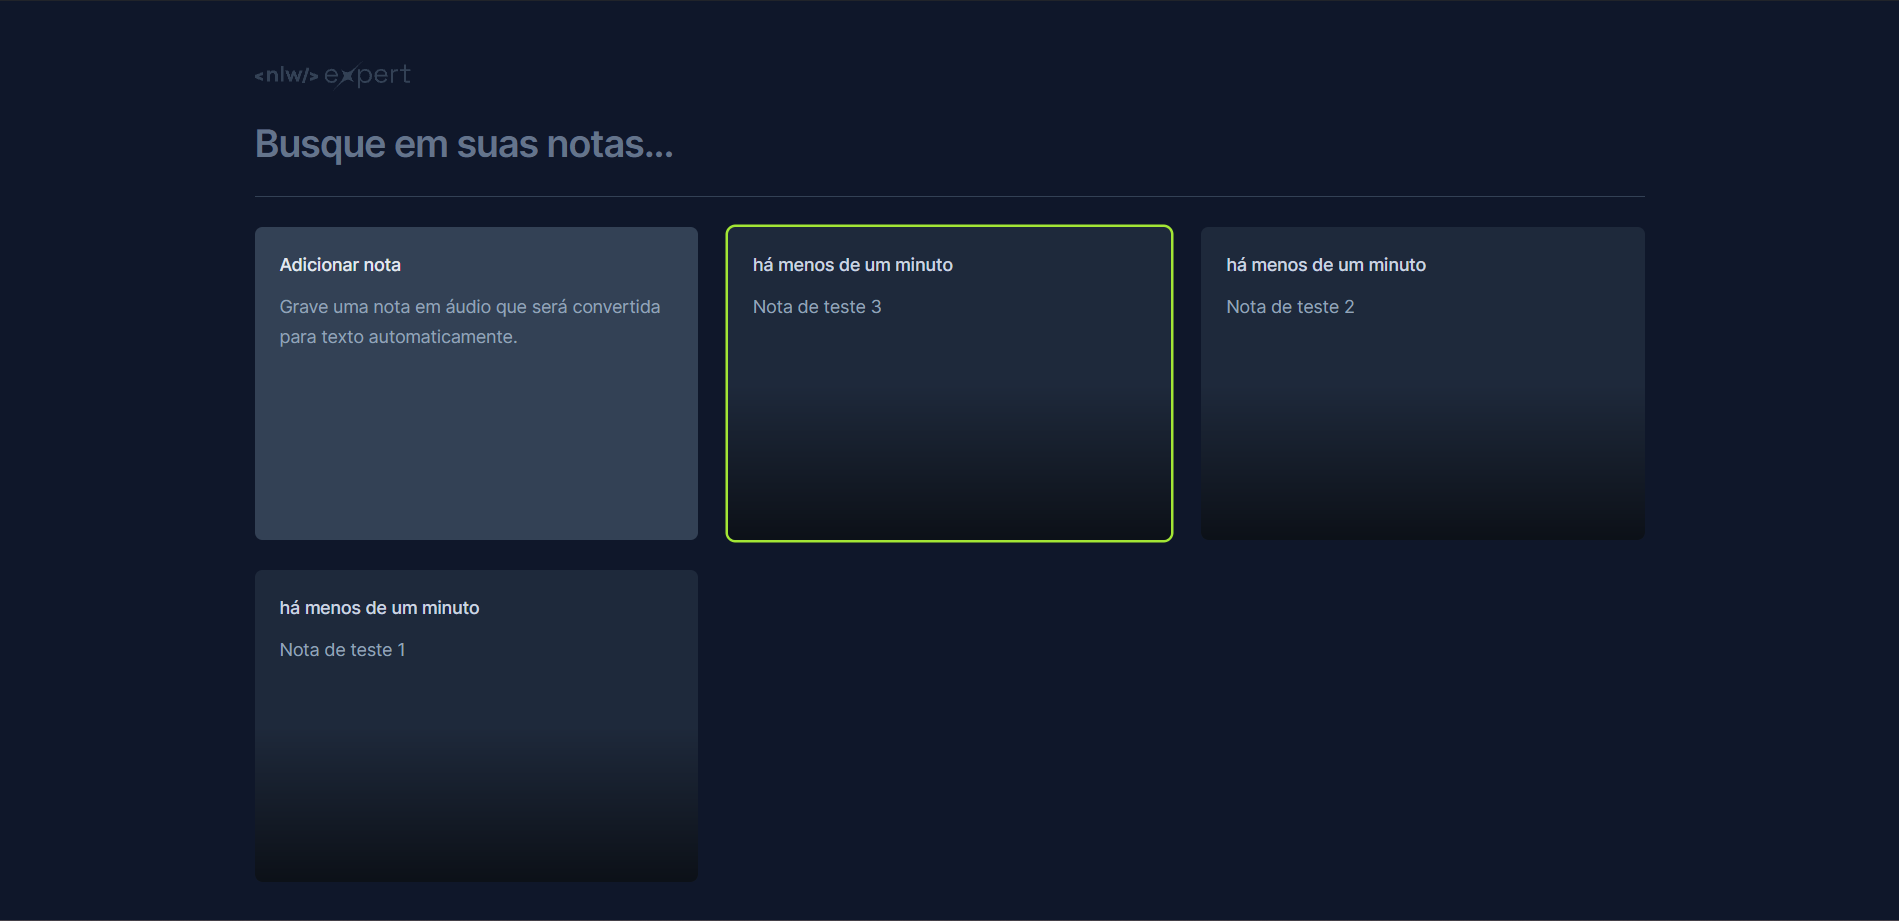 <nlw/> expert
Busque em suas notas...
Adicionar nota
Grave uma nota em áudio que será convertida
para texto automaticamente.
há menos de um minuto
Nota de teste 3
há menos de um minuto
Nota de teste 2
há menos de um minuto
Nota de teste 1